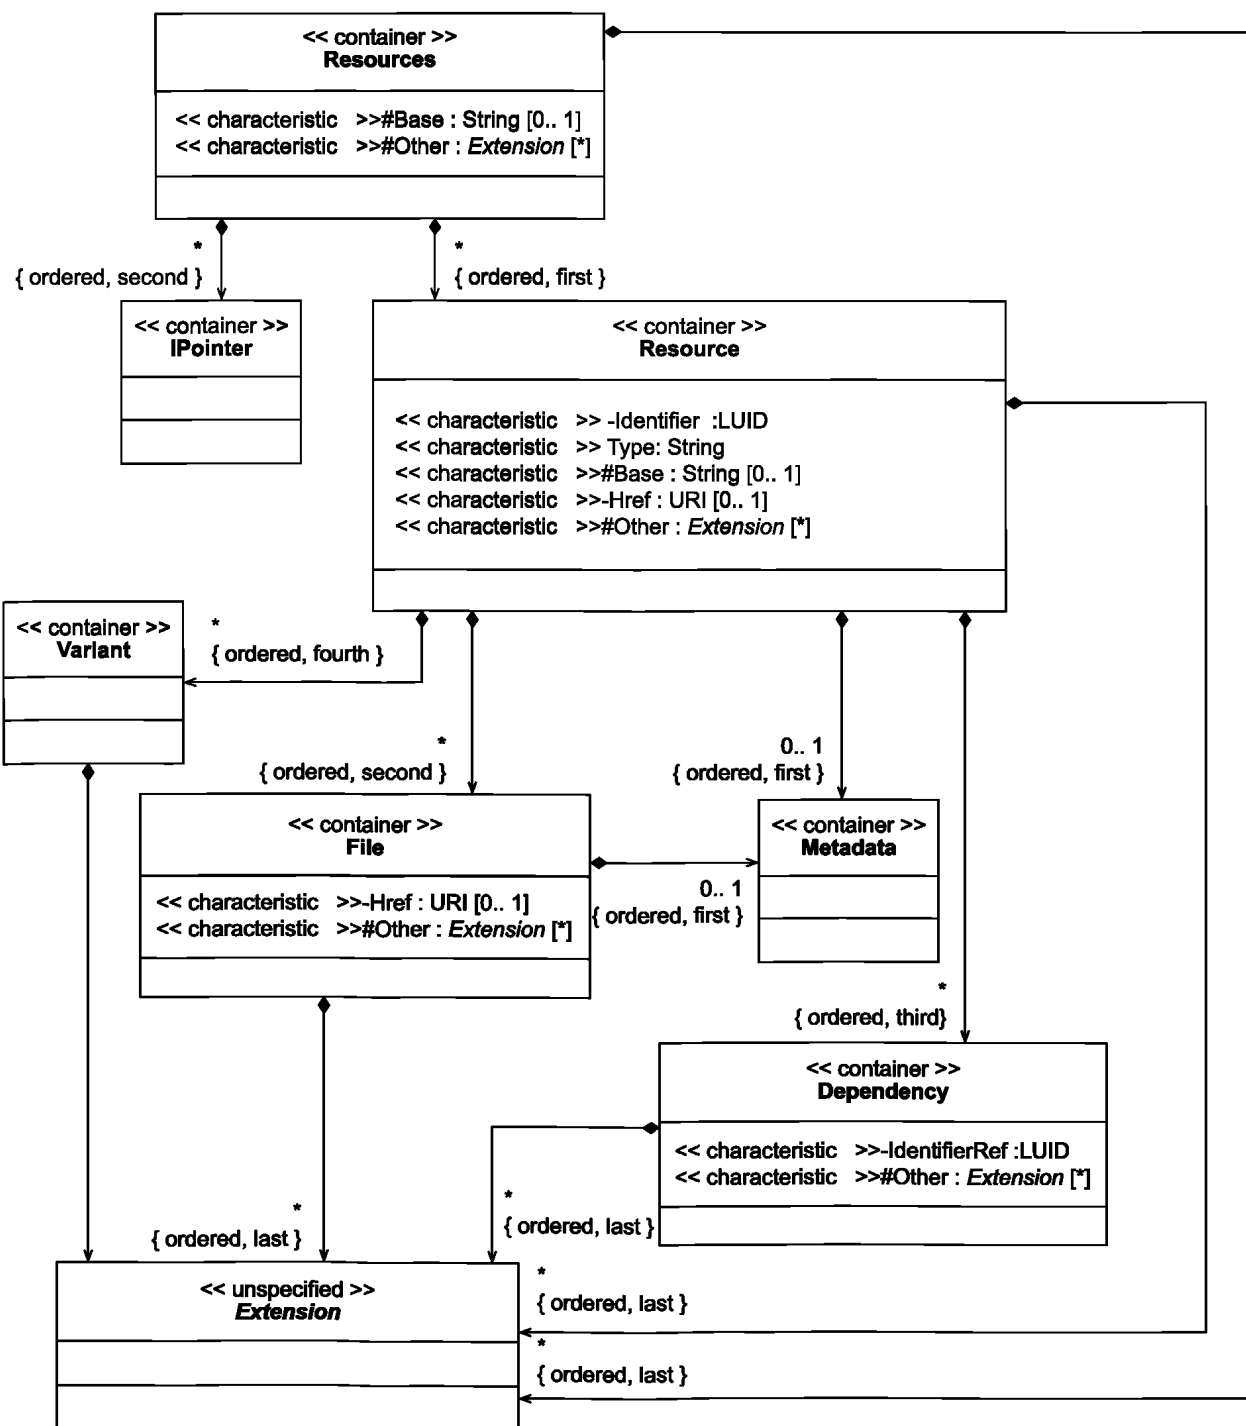 << container >>
Resources
<< characteristic >>#Base : String [0.. 1]
<< characteristic >>#Other : Extension [*]
*
{ ordered, second }
*
{ ordered, first }
<< container >>
IPointer
<< container >>
Resource
<< characteristic >> -Identifier :LUID
<< characteristic >> Type: String
<< characteristic >>#Base : String [0.. 1]
<< characteristic >>-Href : URI [0.. 1]
<< characteristic >>#Other : Extension [*]
<< container >>
Variant
*
{ ordered, fourth }
*
{ ordered, second }
0.. 1
{ ordered, first }
<< container >>
File
<< characteristic >>-Href : URI [0.. 1]
<< characteristic >>#Other : Extension [*]
0.. 1
{ ordered, first }
<< container >>
Metadata
*
{ ordered, third}
<< container >>
Dependency
<< characteristic >>-IdentifierRef :LUID
<< characteristic >>#Other : Extension [*]
*
{ ordered, last }
*
{ ordered, last }
<< unspecified >>
Extension
*
{ ordered, last }
*
{ ordered, last }